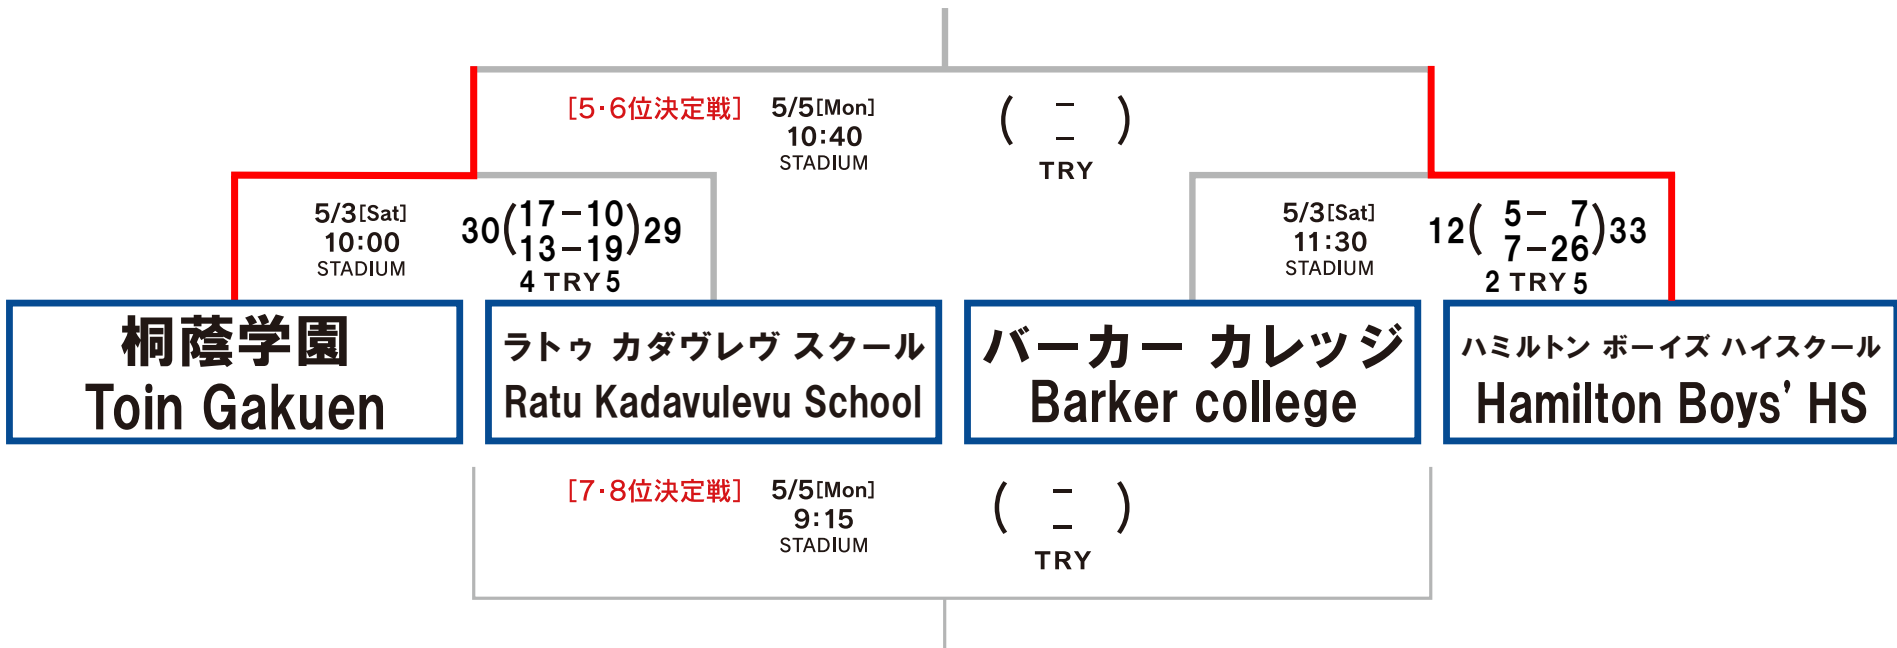 [5・6位決定戦] 5/5[Mon]
10:40
STADIUM
( –
– )
TRY
5/3[Sat]
10:00
STADIUM
30(17–10
13–19)29
4 TRY 5
5/3[Sat]
11:30
STADIUM
12( 5– 7
7–26)33
2 TRY 5
桐蔭学園
Toin Gakuen
ラトゥ カダヴレヴ スクール
Ratu Kadavulevu School
バーカー カレッジ
Barker college
ハミルトン ボーイズ ハイスクール
Hamilton Boys' HS
[7・8位決定戦] 5/5[Mon]
9:15
STADIUM
( –
– )
TRY